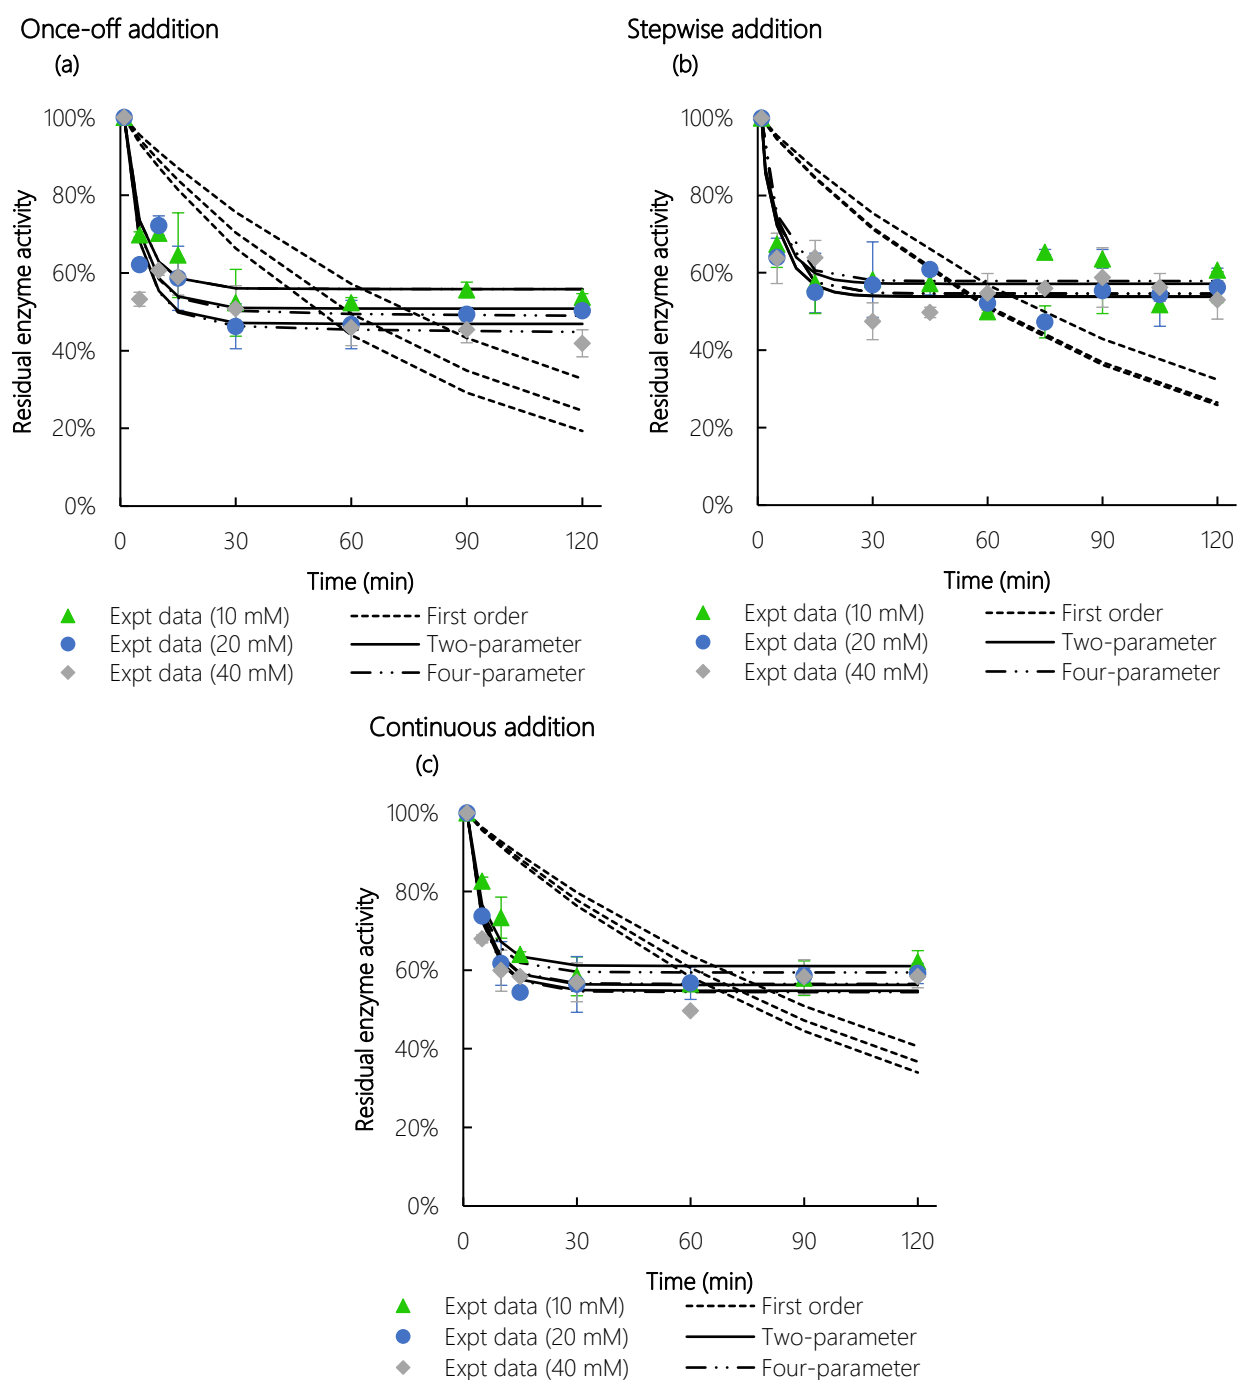 Once-off addition
(a)
100%
80%
60%
40%
20%
0%
Residual enzyme activity
0 30 60 90 120
Time (min)
Expt data (10 mM) First order
Expt data (20 mM) Two-parameter
Expt data (40 mM) Four-parameter
Stepwise addition
(b)
100%
80%
60%
40%
20%
0%
Residual enzyme activity
0 30 60 90 120
Time (min)
Expt data (10 mM) First order
Expt data (20 mM) Two-parameter
Expt data (40 mM) Four-parameter
Continuous addition
(c)
100%
80%
60%
40%
20%
0%
Residual enzyme activity
0 30 60 90 120
Time (min)
Expt data (10 mM) First order
Expt data (20 mM) Two-parameter
Expt data (40 mM) Four-parameter